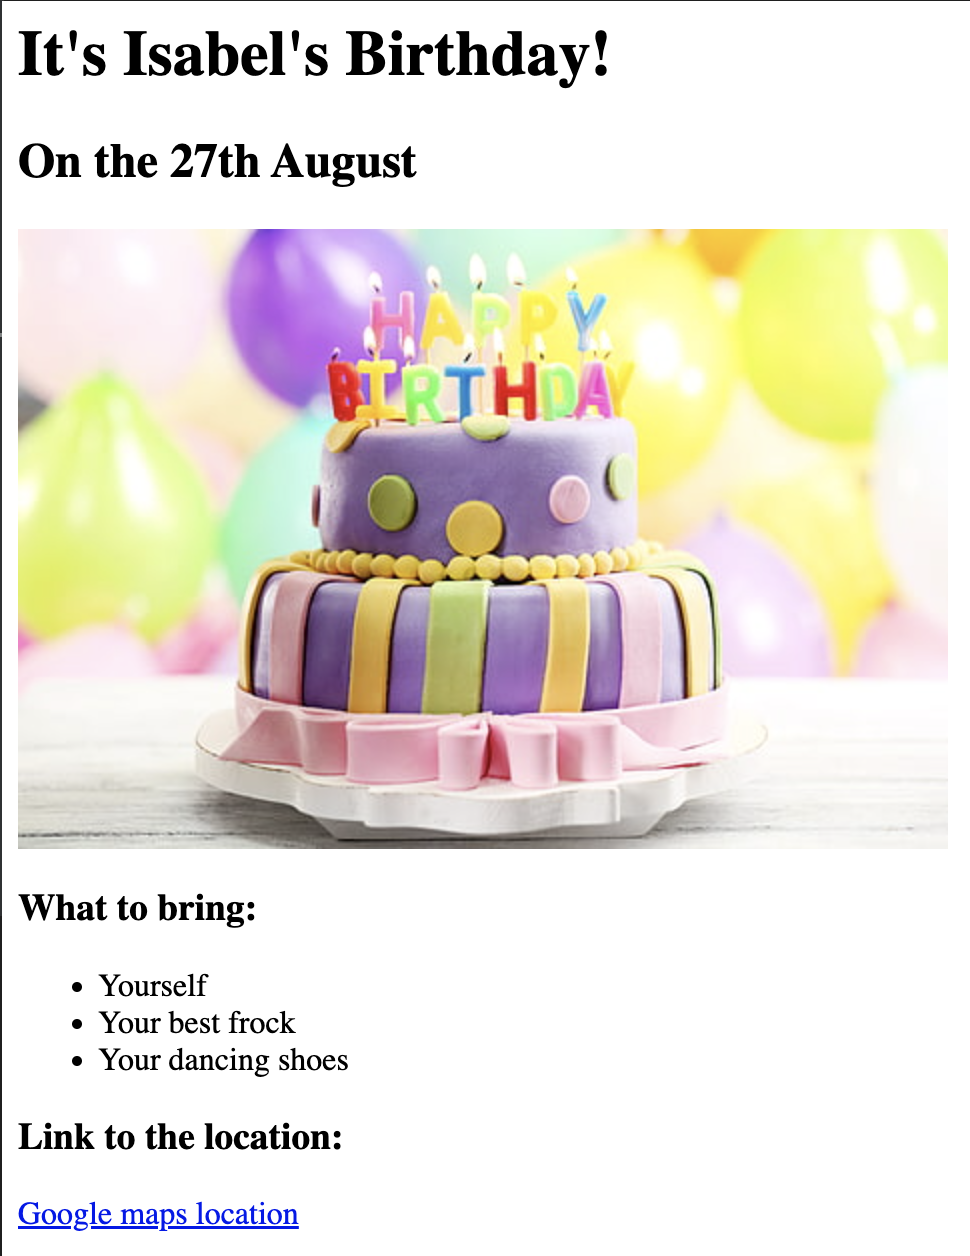 It's Isabel's Birthday!
On the 27th August
HAPPY
BIRTHDAY
What to bring:
Yourself
Your best frock
Your dancing shoes
Link to the location:
Google maps location